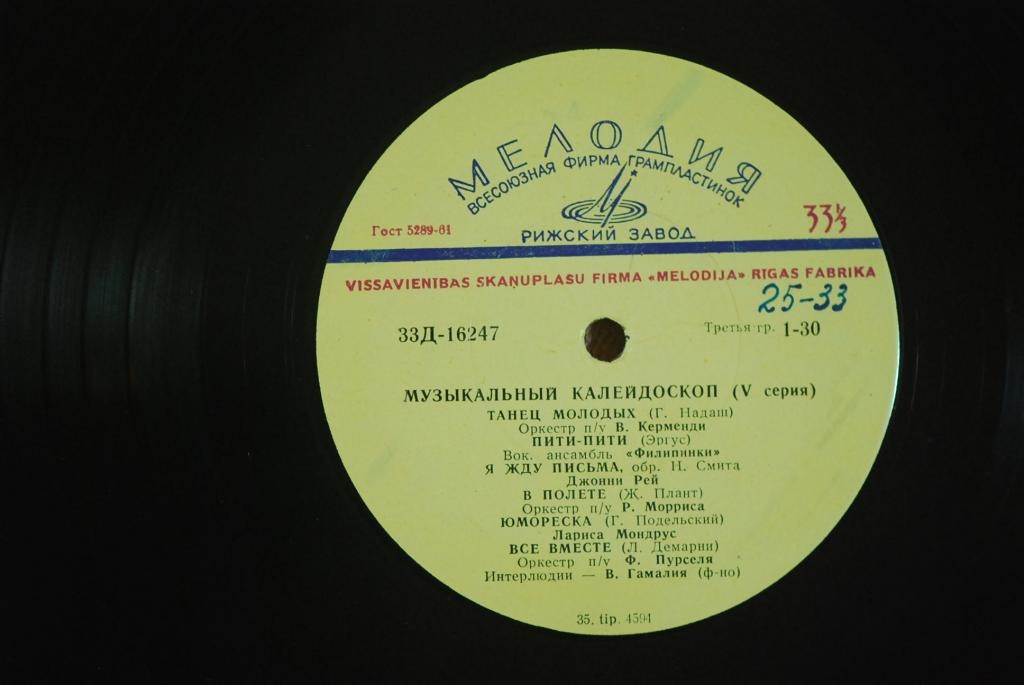 МЕЛОДИЯ
ВСЕСОЮЗНАЯ ФИРМА ГРАМПЛАСТИНОК
РИЖСКИЙ ЗАВОД
Гост 5289-61
33⅓
VISSAVIENĪBAS SKAŅUPLAŠU FIRMA «MELODIJA» RĪGAS FABRIKA
25-33
33Д-16247
Третья гр. 1-30
МУЗЫКАЛЬНЫЙ КАЛЕЙДОСКОП (V серия)
ТАНЕЦ МОЛОДЫХ (Г. Надаш)
Оркестр п/у В. Керменди
ПИТИ-ПИТИ (Эргус)
Вок. ансамбль «Филипинки»
Я ЖДУ ПИСЬМА, обр. Н. Смита
Джонни Рей
В ПОЛЕТЕ (Ж. Плант)
Оркестр п/у Р. Морриса
ЮМОРЕСКА (Г. Подельский)
Лариса Мондрус
ВСЕ ВМЕСТЕ (Л. Демарни)
Оркестр п/у Ф. Пурселя
Интерлюдии — В. Гамалия (ф-но)
35. tip. 4594